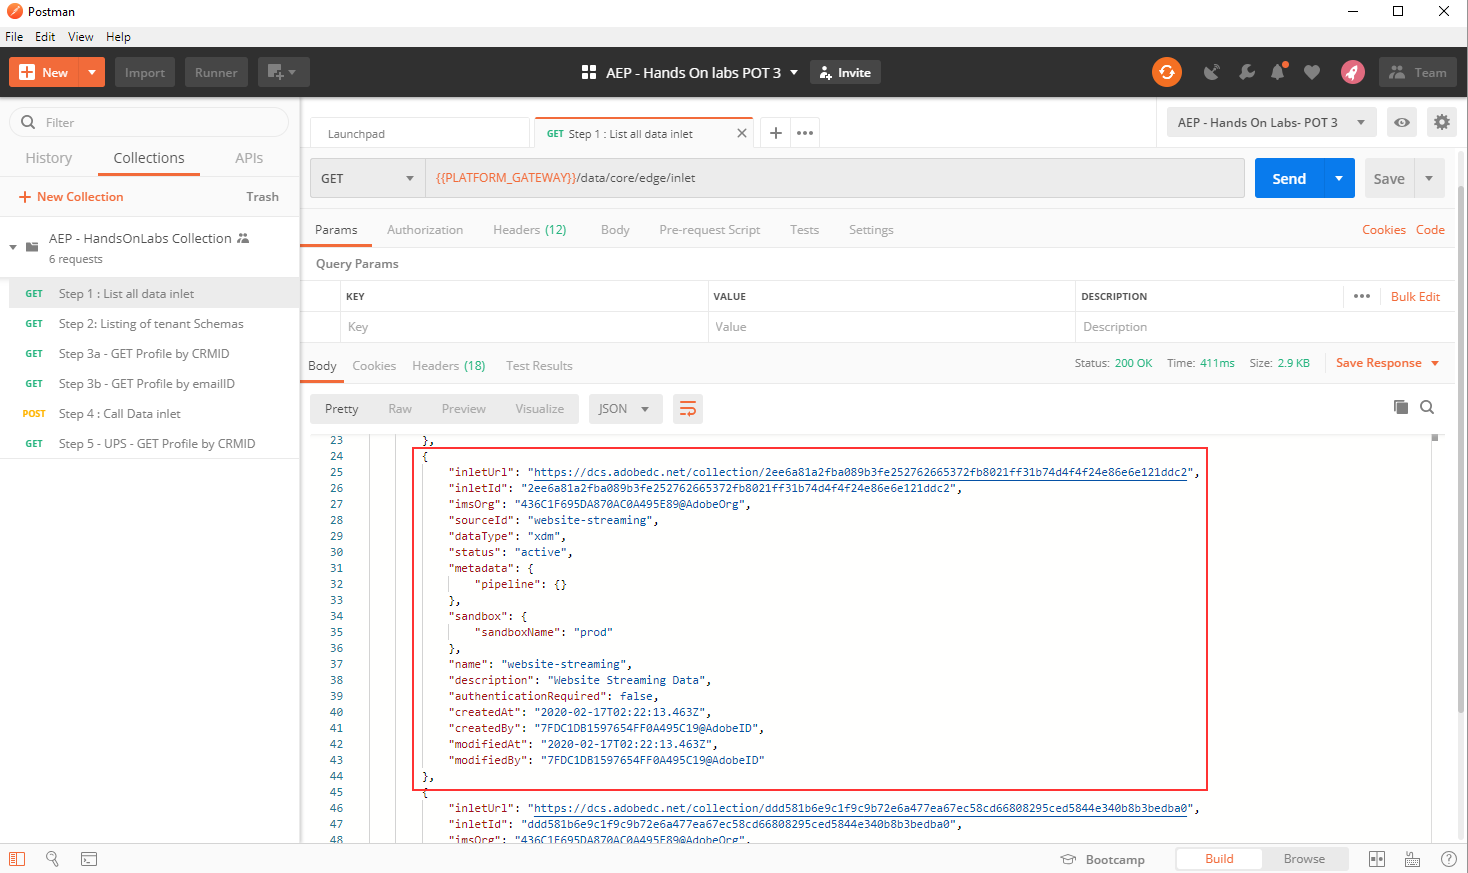 Postman
File Edit View Help
New Import Runner AEP - Hands On labs POT 3 Invite Team
Filter
History Collections APIs
New Collection Trash
AEP - HandsOnLabs Collection
6 requests
GET Step 1 : List all data inlet
GET Step 2: Listing of tenant Schemas
GET Step 3a - GET Profile by CRMID
GET Step 3b - GET Profile by emailID
POST Step 4 : Call Data inlet
GET Step 5 - UPS - GET Profile by CRMID
Launchpad GET Step 1 : List all data inlet AEP - Hands On Labs- POT 3
GET {{PLATFORM_GATEWAY}}/data/core/edge/inlet Send Save
Params Authorization Headers (12) Body Pre-request Script Tests Settings Cookies Code
Query Params
KEY VALUE DESCRIPTION Bulk Edit
Key Value Description
Body Cookies Headers (18) Test Results Status: 200 OK Time: 411ms Size: 2.9 KB Save Response
Pretty Raw Preview Visualize JSON
23 },
24 {
25 "inletUrl": "https://dcs.adobedc.net/collection/2ee6a81a2fba089b3fe252762665372fb8021ff31b74d4f4f24e86e6e121ddc2",
26 "inletId": "2ee6a81a2fba089b3fe252762665372fb8021ff31b74d4f4f24e86e6e121ddc2",
27 "imsOrg": "436C1F695DA870AC0A495E89@AdobeOrg",
28 "sourceId": "website-streaming",
29 "dataType": "xdm",
30 "status": "active",
31 "metadata": {
32 "pipeline": {}
33 },
34 "sandbox": {
35 "sandboxName": "prod"
36 },
37 "name": "website-streaming",
38 "description": "Website Streaming Data",
39 "authenticationRequired": false,
40 "createdAt": "2020-02-17T02:22:13.463Z",
41 "createdBy": "7FDC1DB1597654FF0A495C19@AdobeID",
42 "modifiedAt": "2020-02-17T02:22:13.463Z",
43 "modifiedBy": "7FDC1DB1597654FF0A495C19@AdobeID"
44 },
45 {
46 "inletUrl": "https://dcs.adobedc.net/collection/ddd581b6e9c1f9c9b72e6a477ea67ec58cd66808295ced5844e340b8b3bedba0",
47 "inletId": "ddd581b6e9c1f9c9b72e6a477ea67ec58cd66808295ced5844e340b8b3bedba0",
48 "imsOrg": "436C1F695DA870AC0A495E89@AdobeOrg",
Bootcamp Build Browse